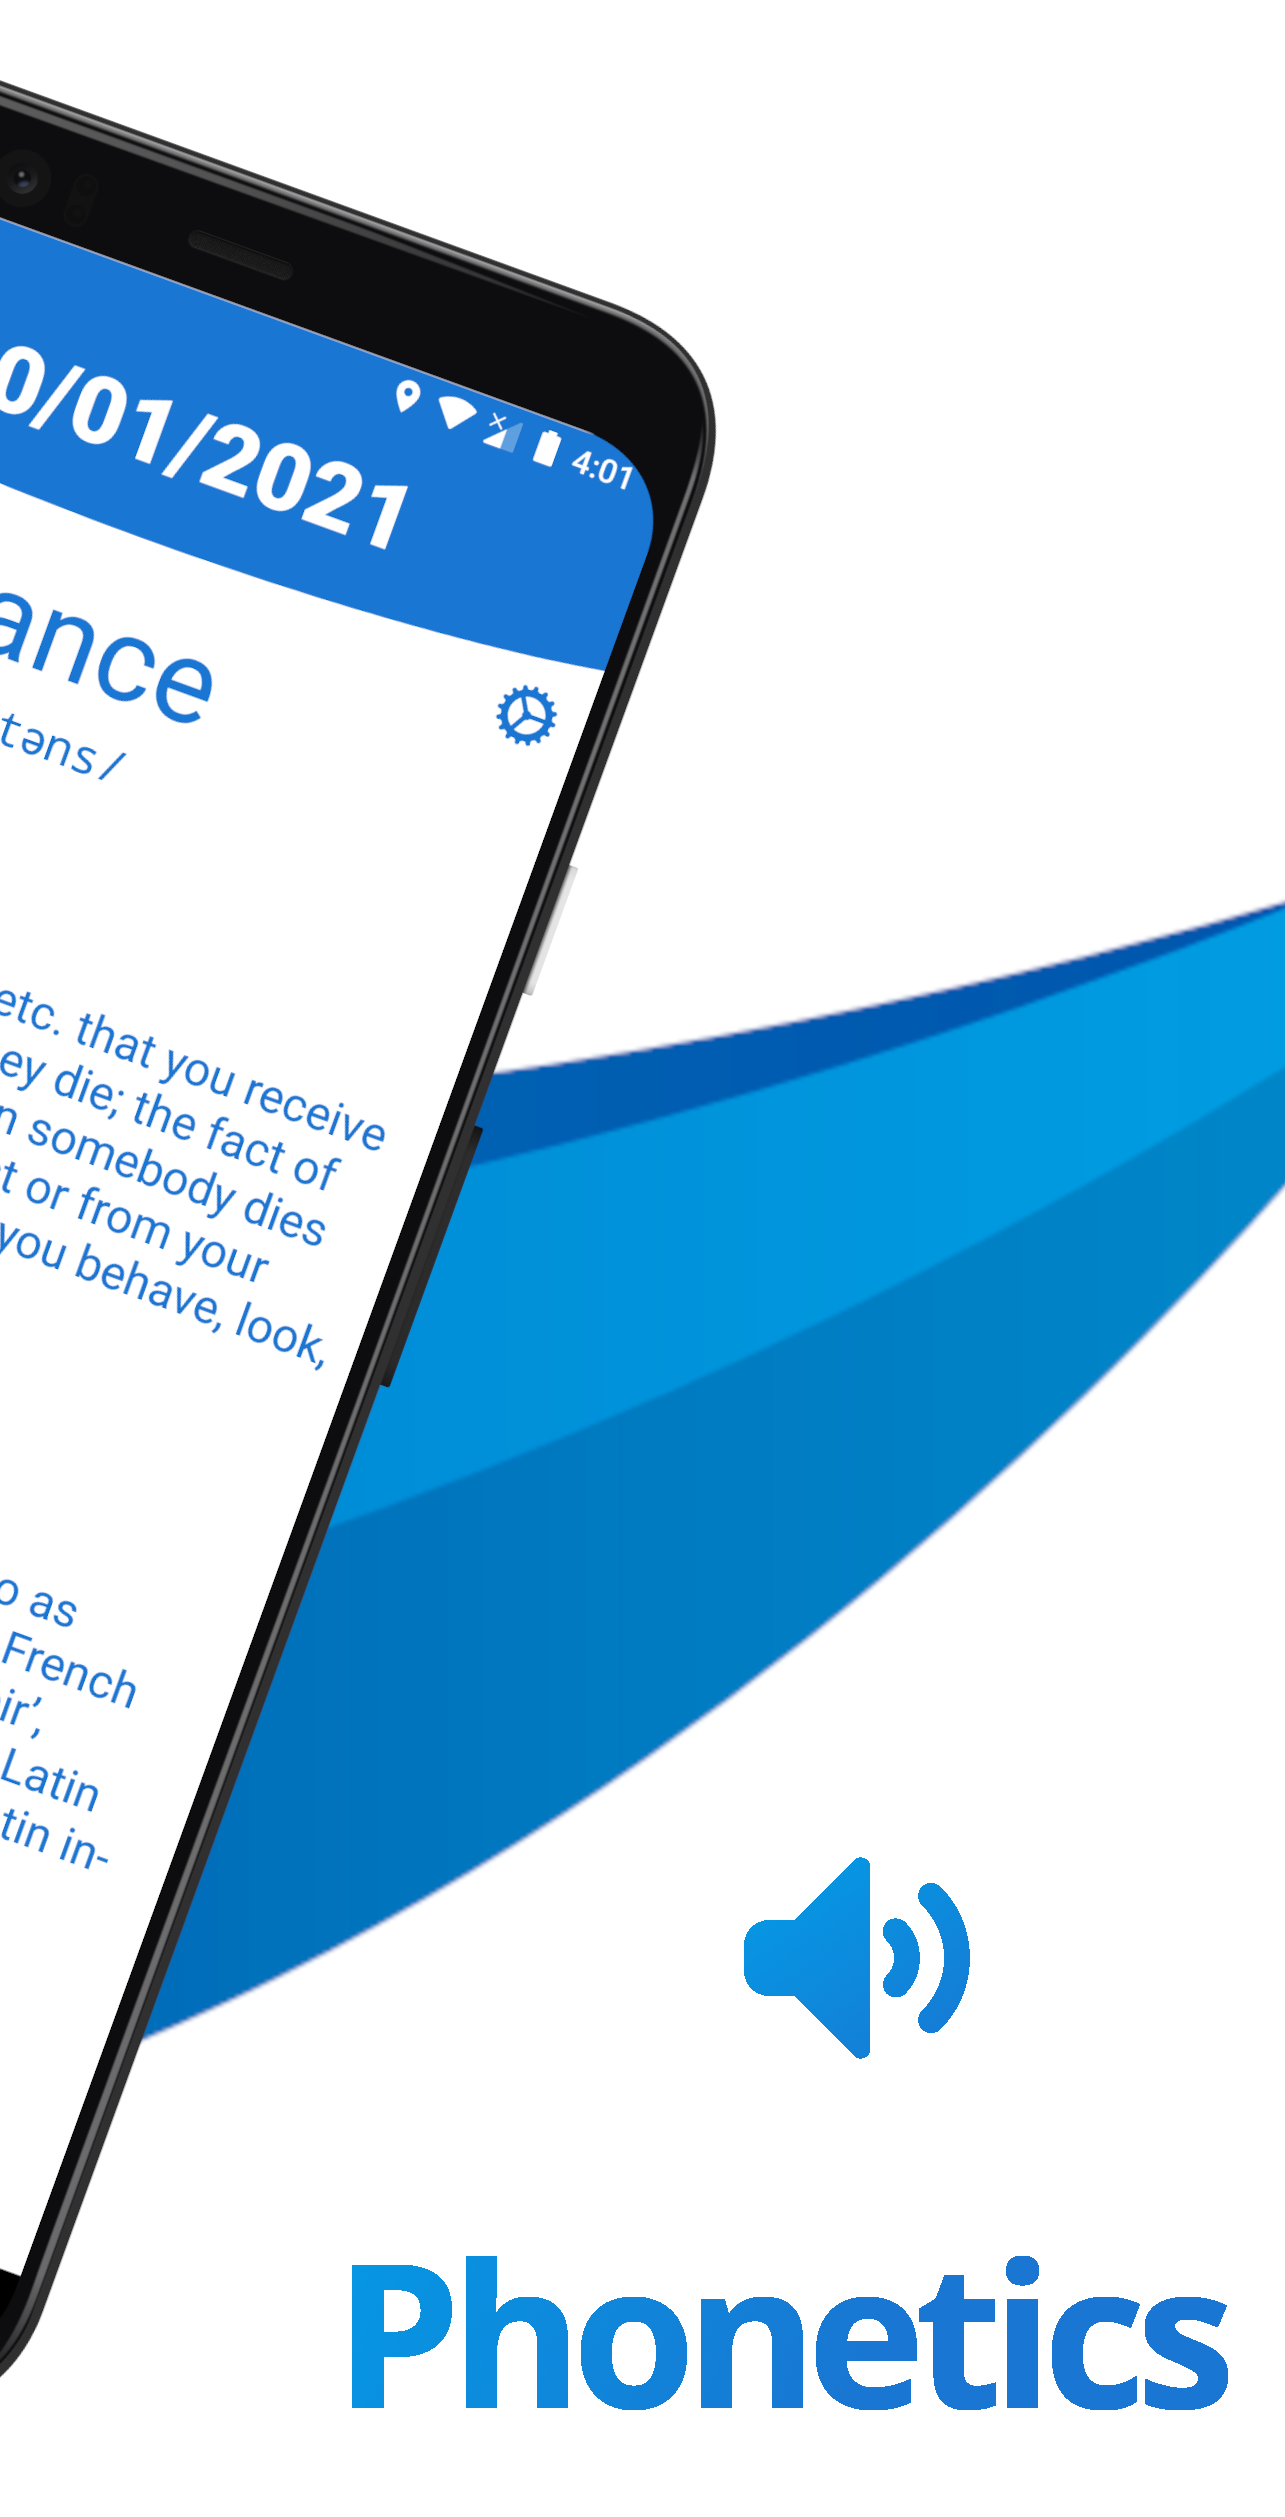 4:01
0/01/2021
ance
təns/
etc. that you receive
ey die; the fact of
n somebody dies
t or from your
you behave, look,
o as
French
ir’,
Latin
tin in-
Phonetics